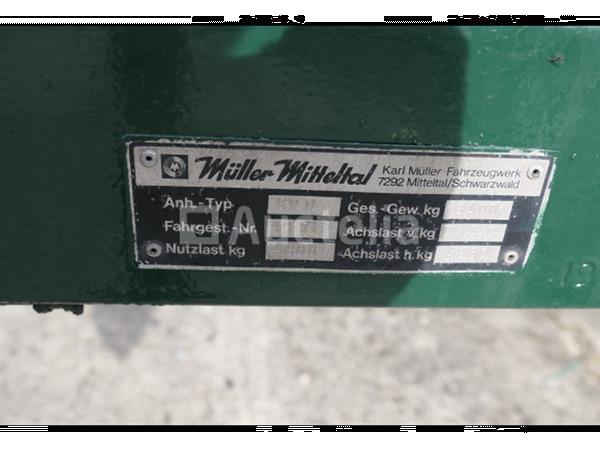 Müller Mitteltal
Karl Müller Fahrzeugwerk
7292 Mitteltal/Schwarzwald
Anh.-Typ
Ges.-Gew. kg
Fahrgest.-Nr.
Achslast v. kg
Nutzlast kg
Achslast h. kg
Auctelia